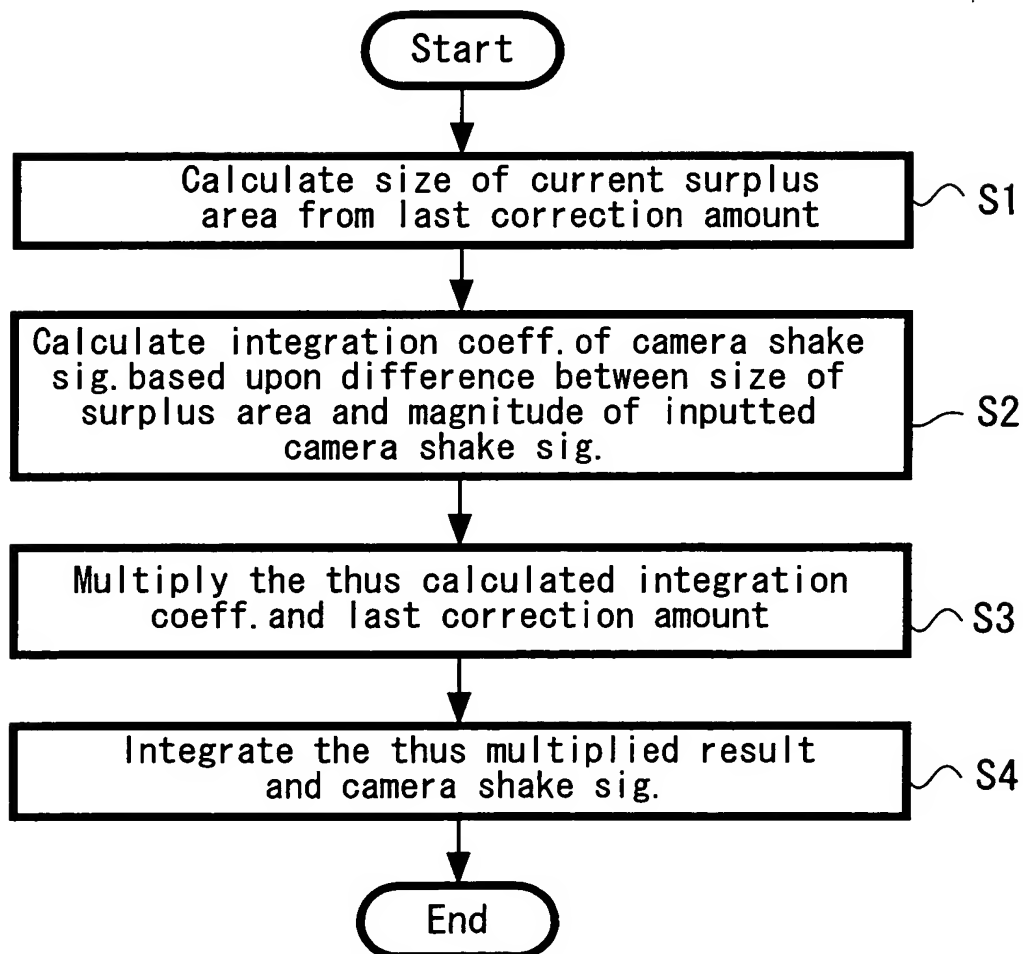 Start
Calculate size of current surplus
area from last correction amount
S1
Calculate integration coeff.of camera shake
sig.based upon difference between size of
surplus area and magnitude of inputted
camera shake sig.
S2
Multiply the thus calculated integration
coeff.and last correction amount
S3
Integrate the thus multiplied result
and camera shake sig.
S4
End